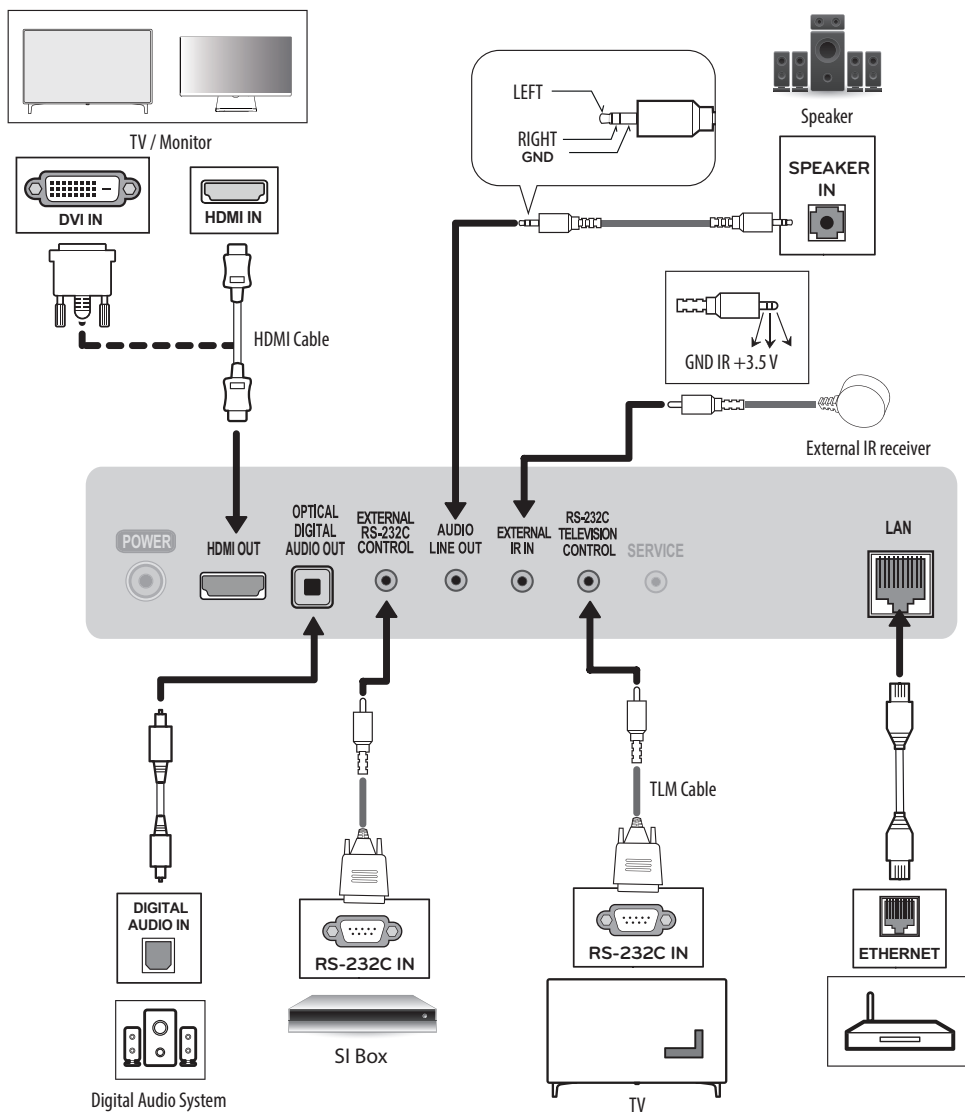 TV / Monitor
DVI IN
HDMI IN
HDMI Cable
LEFT
RIGHT
GND
Speaker
SPEAKER
IN
GND IR +3.5 V
External IR receiver
POWER
HDMI OUT
OPTICAL
DIGITAL
AUDIO OUT
EXTERNAL
RS-232C
CONTROL
AUDIO
LINE OUT
EXTERNAL
IR IN
RS-232C
TELEVISION
CONTROL
SERVICE
LAN
DIGITAL
AUDIO IN
Digital Audio System
RS-232C IN
SI Box
TLM Cable
RS-232C IN
TV
ETHERNET